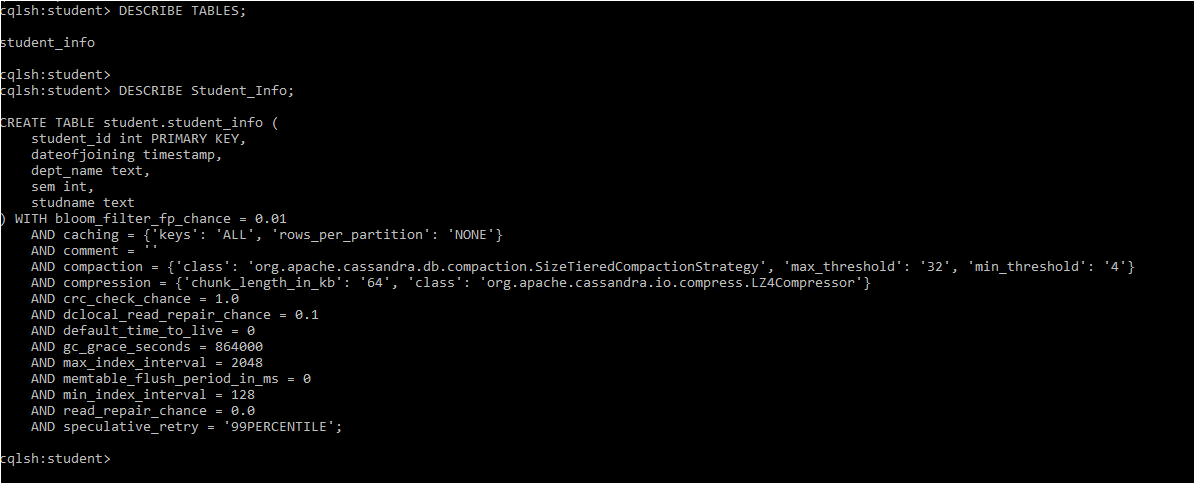 cqlsh:student> DESCRIBE TABLES;
student_info
cqlsh:student>
cqlsh:student> DESCRIBE Student_Info;
CREATE TABLE student.student_info (
    student_id int PRIMARY KEY,
    dateofjoining timestamp,
    dept_name text,
    sem int,
    studname text
) WITH bloom_filter_fp_chance = 0.01
    AND caching = {'keys': 'ALL', 'rows_per_partition': 'NONE'}
    AND comment = ''
    AND compaction = {'class': 'org.apache.cassandra.db.compaction.SizeTieredCompactionStrategy', 'max_threshold': '32', 'min_threshold': '4'}
    AND compression = {'chunk_length_in_kb': '64', 'class': 'org.apache.cassandra.io.compress.LZ4Compressor'}
    AND crc_check_chance = 1.0
    AND dclocal_read_repair_chance = 0.1
    AND default_time_to_live = 0
    AND gc_grace_seconds = 864000
    AND max_index_interval = 2048
    AND memtable_flush_period_in_ms = 0
    AND min_index_interval = 128
    AND read_repair_chance = 0.0
    AND speculative_retry = '99PERCENTILE';
cqlsh:student>